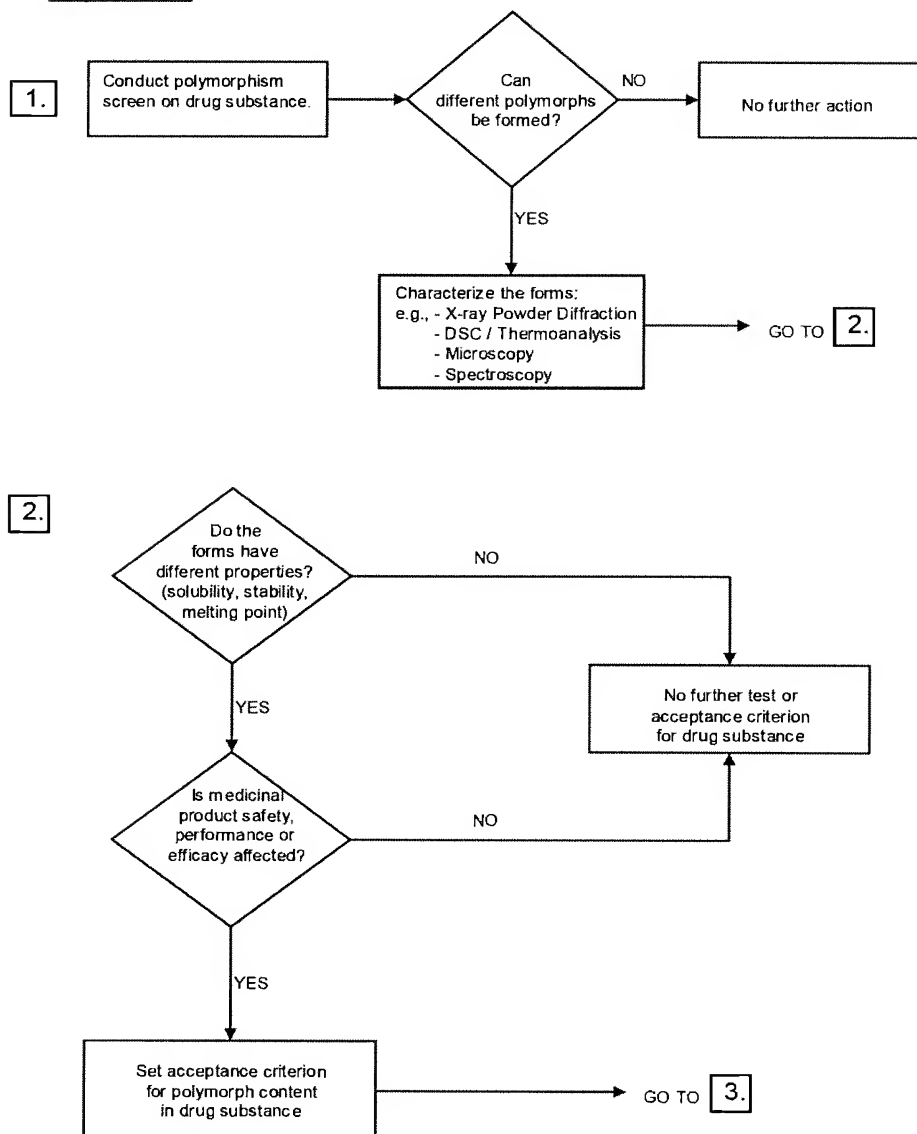 1.
Conduct polymorphism
screen on drug substance.
Can
different polymorphs
be formed?
NO
No further action
YES
Characterize the forms:
e.g., - X-ray Powder Diffraction
- DSC / Thermoanalysis
- Microscopy
- Spectroscopy
GO TO 2.
2.
Do the
forms have
different properties?
(solubility, stability,
melting point)
NO
No further test or
acceptance criterion
for drug substance
YES
Is medicinal
product safety,
performance or
efficacy affected?
NO
YES
Set acceptance criterion
for polymorph content
in drug substance
GO TO 3.